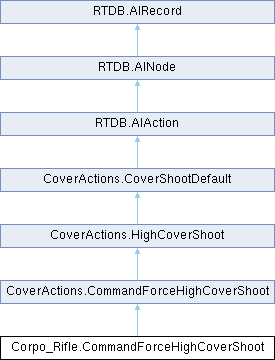 RTDB.AIRecord
RTDB.AINode
RTDB.AIAction
CoverActions.CoverShootDefault
CoverActions.HighCoverShoot
CoverActions.CommandForceHighCoverShoot
Corpo_Rifle.CommandForceHighCoverShoot